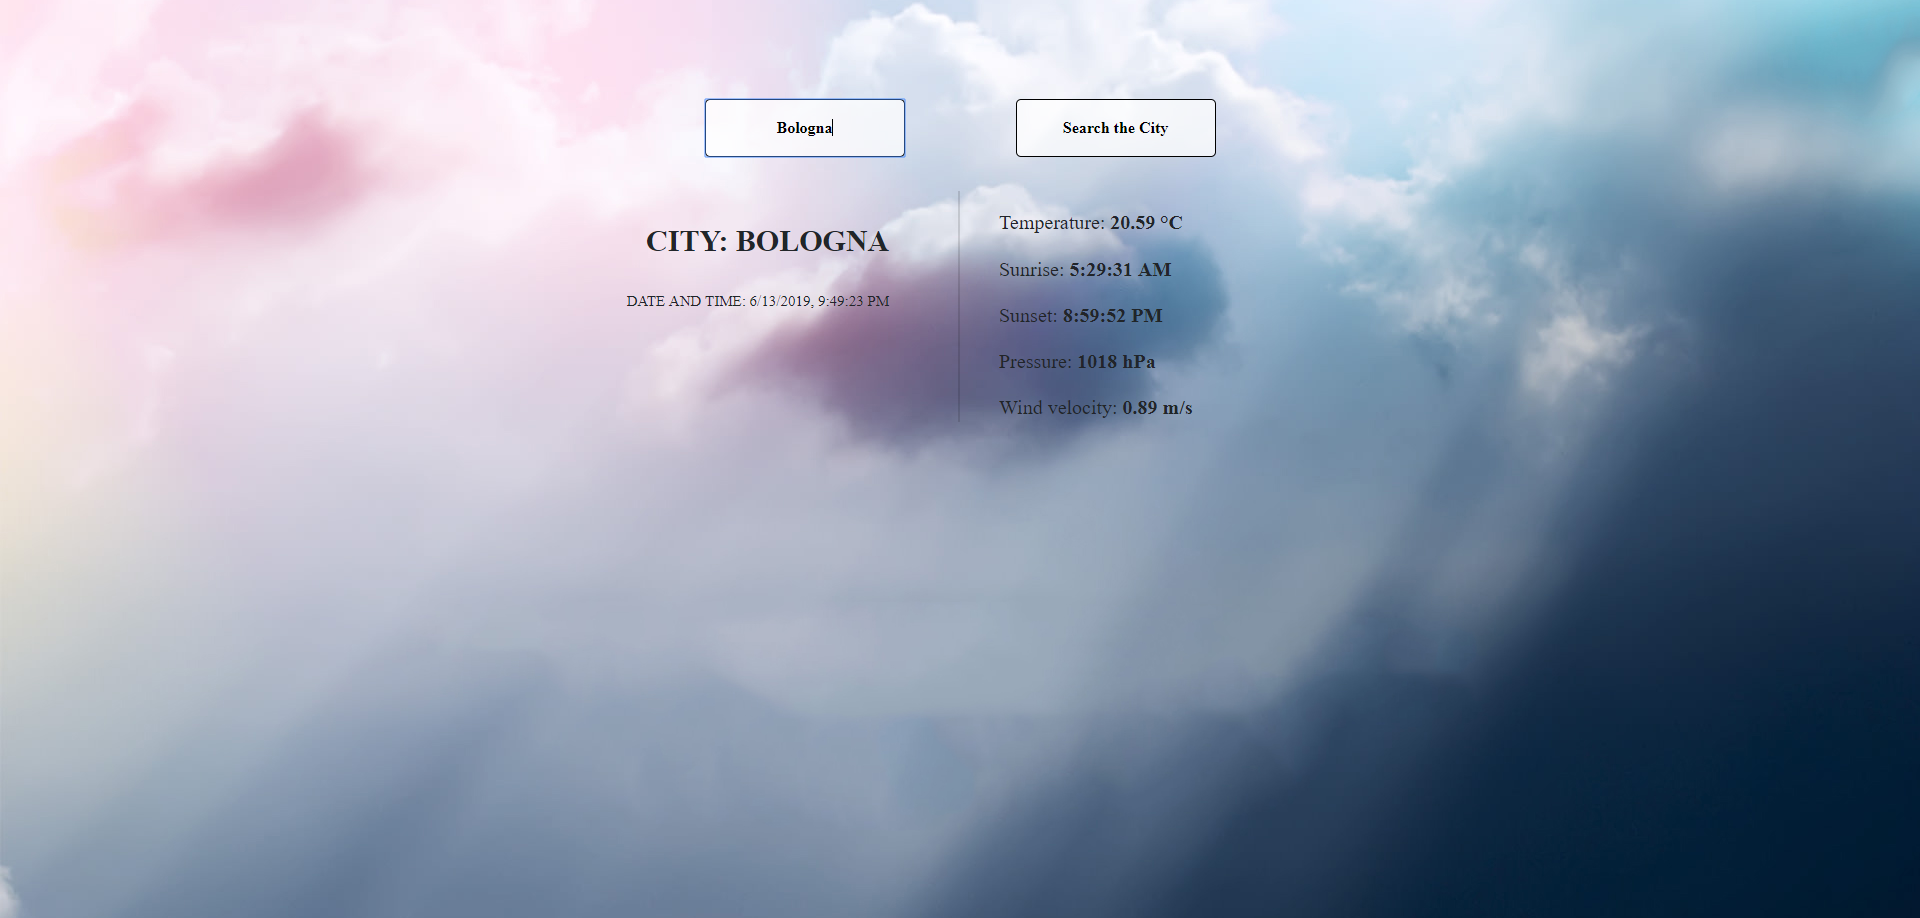 Bologna
Search the City
CITY: BOLOGNA
DATE AND TIME: 6/13/2019, 9:49:23 PM
Temperature: 20.59 °C
Sunrise: 5:29:31 AM
Sunset: 8:59:52 PM
Pressure: 1018 hPa
Wind velocity: 0.89 m/s